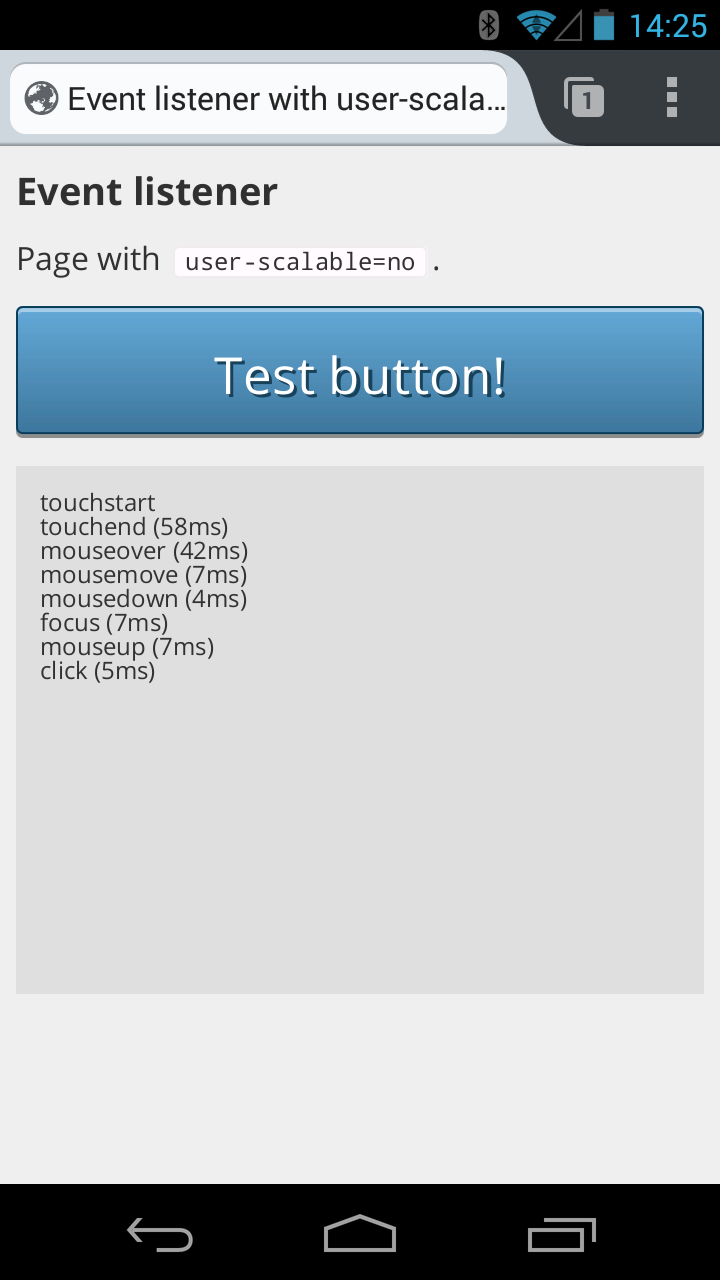 14:25
Event listener with user-scala...
1
Event listener
Page with user-scalable=no .
Test button!
touchstart
touchend (58ms)
mouseover (42ms)
mousemove (7ms)
mousedown (4ms)
focus (7ms)
mouseup (7ms)
click (5ms)